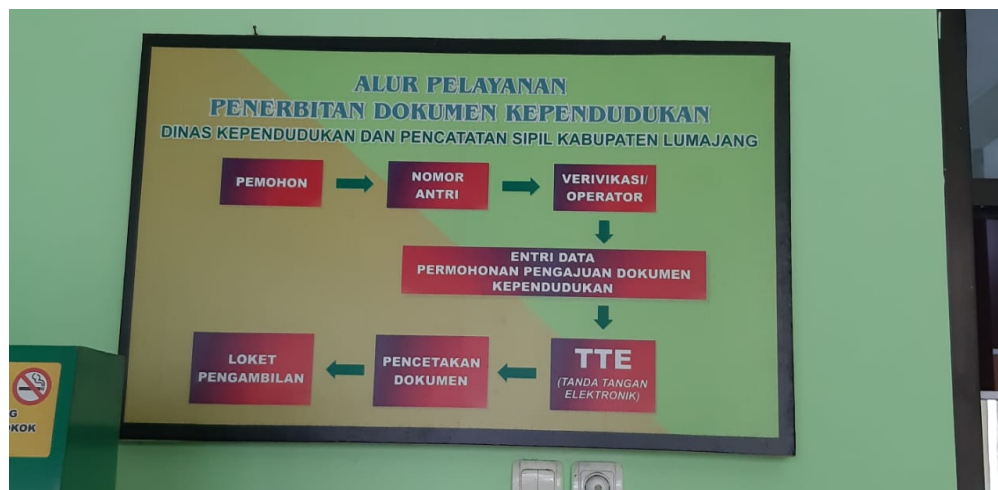 ALUR PELAYANAN
PENERBITAN DOKUMEN KEPENDUDUKAN
DINAS KEPENDUDUKAN DAN PENCATATAN SIPIL KABUPATEN LUMAJANG
PEMOHON
NOMOR
ANTRI
VERIVIKASI/
OPERATOR
ENTRI DATA
PERMOHONAN PENGAJUAN DOKUMEN
KEPENDUDUKAN
TTE
(TANDA TANGAN
ELEKTRONIK)
PENCETAKAN
DOKUMEN
LOKET
PENGAMBILAN